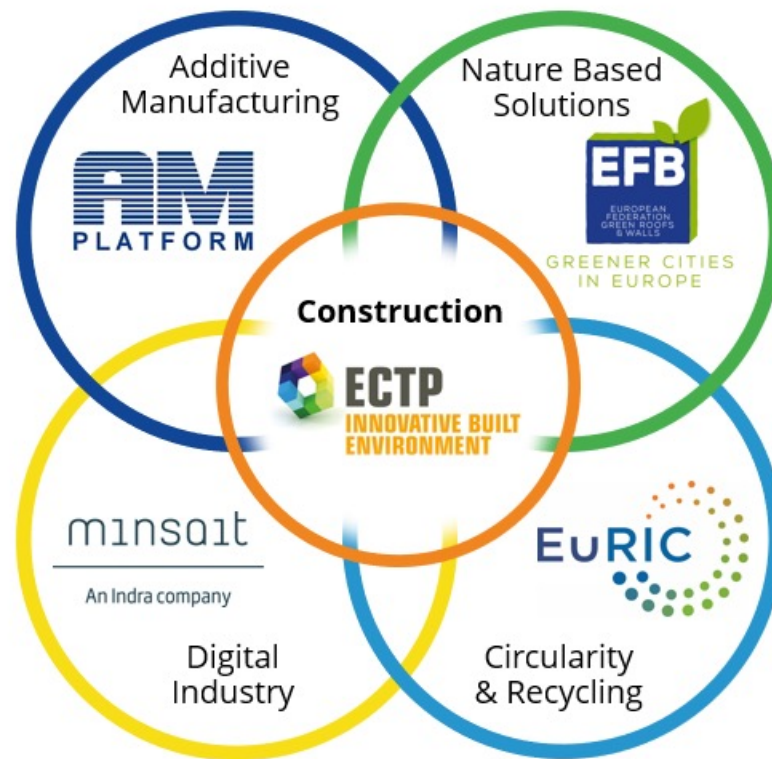 Additive
Manufacturing
AM
PLATFORM
Nature Based
Solutions
EFB
EUROPEAN
FEDERATION
GREEN ROOFS
& WALLS
GREENER CITIES
IN EUROPE
Construction
ECTP
INNOVATIVE BUILT
ENVIRONMENT
minsait
An Indra company
Digital
Industry
EuRIC
Circularity
& Recycling